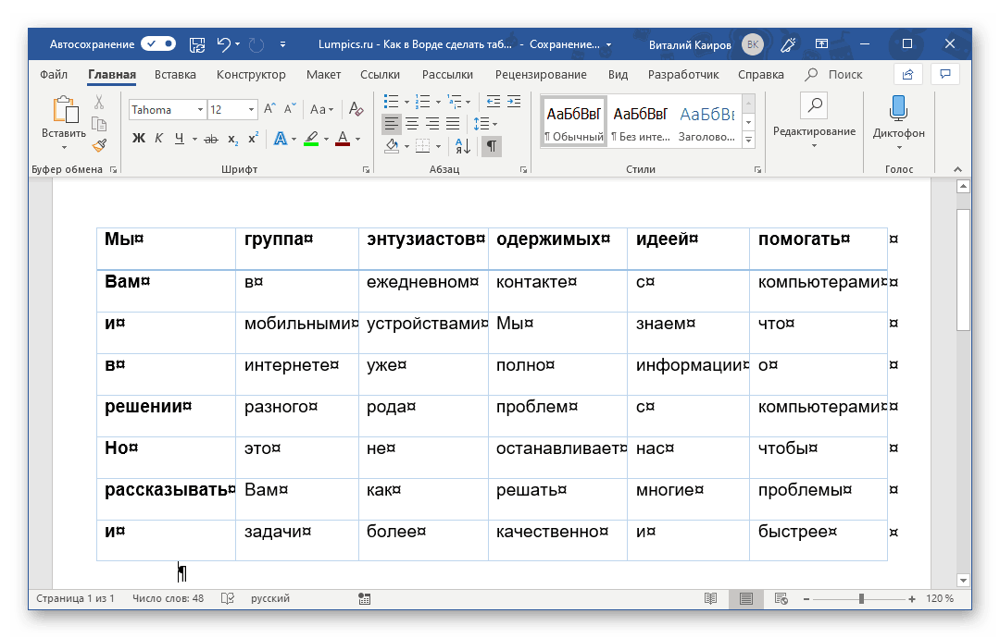 Автосохранение Lumpics.ru - Как в Ворде сделать таб... - Сохранение... Виталий Каиров ВК
Файл Главная Вставка Конструктор Макет Ссылки Рассылки Рецензирование Вид Разработчик Справка Поиск
Вставить
Tahoma 12 Aa
Ж К Ч ab x₂ x² A A
АаБбВвГ АаБбВвГ АаБбВв
¶ Обычный ¶ Без инте... Заголово...
Редактирование
Диктофон
Буфер обмена Шрифт Абзац Стили Голос
Мы¤ группа¤ энтузиастов¤ одержимых¤ идеей¤ помогать¤ ¤
Вам¤ в¤ ежедневном¤ контакте¤ с¤ компьютерами¤ ¤
и¤ мобильными¤ устройствами¤ Мы¤ знаем¤ что¤ ¤
в¤ интернете¤ уже¤ полно¤ информации¤ о¤ ¤
решении¤ разного¤ рода¤ проблем¤ с¤ компьютерами¤ ¤
Но¤ это¤ не¤ останавливает¤ нас¤ чтобы¤ ¤
рассказывать¤ Вам¤ как¤ решать¤ многие¤ проблемы¤ ¤
и¤ задачи¤ более¤ качественно¤ и¤ быстрее¤ ¤
¶
Страница 1 из 1 Число слов: 48 русский 120 %